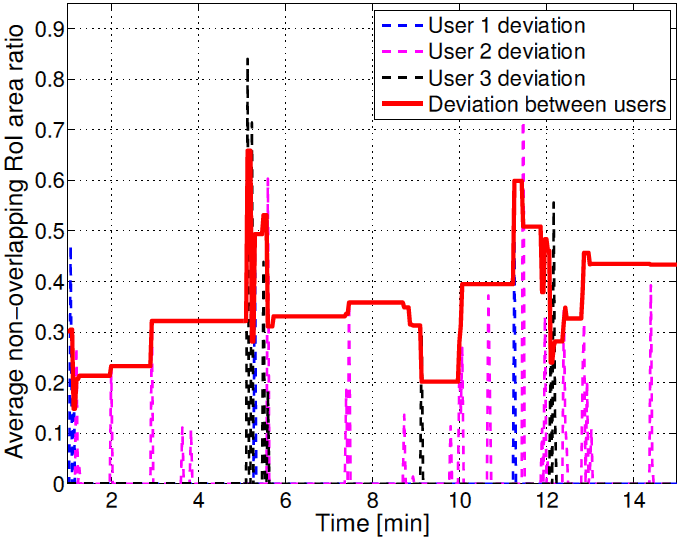 Average non-overlapping RoI area ratio
0.9
0.8
0.7
0.6
0.5
0.4
0.3
0.2
0.1
0
User 1 deviation
User 2 deviation
User 3 deviation
Deviation between users
2 4 6 8 10 12 14
Time [min]